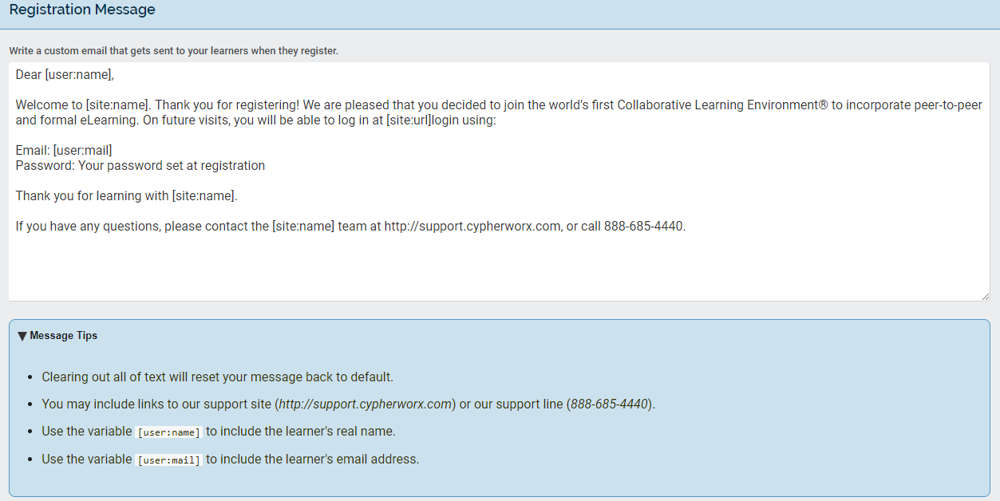 Registration Message
Write a custom email that gets sent to your learners when they register.
Dear [user:name],
Welcome to [site:name]. Thank you for registering! We are pleased that you decided to join the world’s first Collaborative Learning Environment® to incorporate peer-to-peer
and formal eLearning. On future visits, you will be able to log in at [site:url]login using:
Email: [user:mail]
Password: Your password set at registration
Thank you for learning with [site:name].
If you have any questions, please contact the [site:name] team at http://support.cypherworx.com, or call 888-685-4440.
▼ Message Tips
• Clearing out all of text will reset your message back to default.
• You may include links to our support site (http://support.cypherworx.com) or our support line (888-685-4440).
• Use the variable [user:name] to include the learner's real name.
• Use the variable [user:mail] to include the learner's email address.